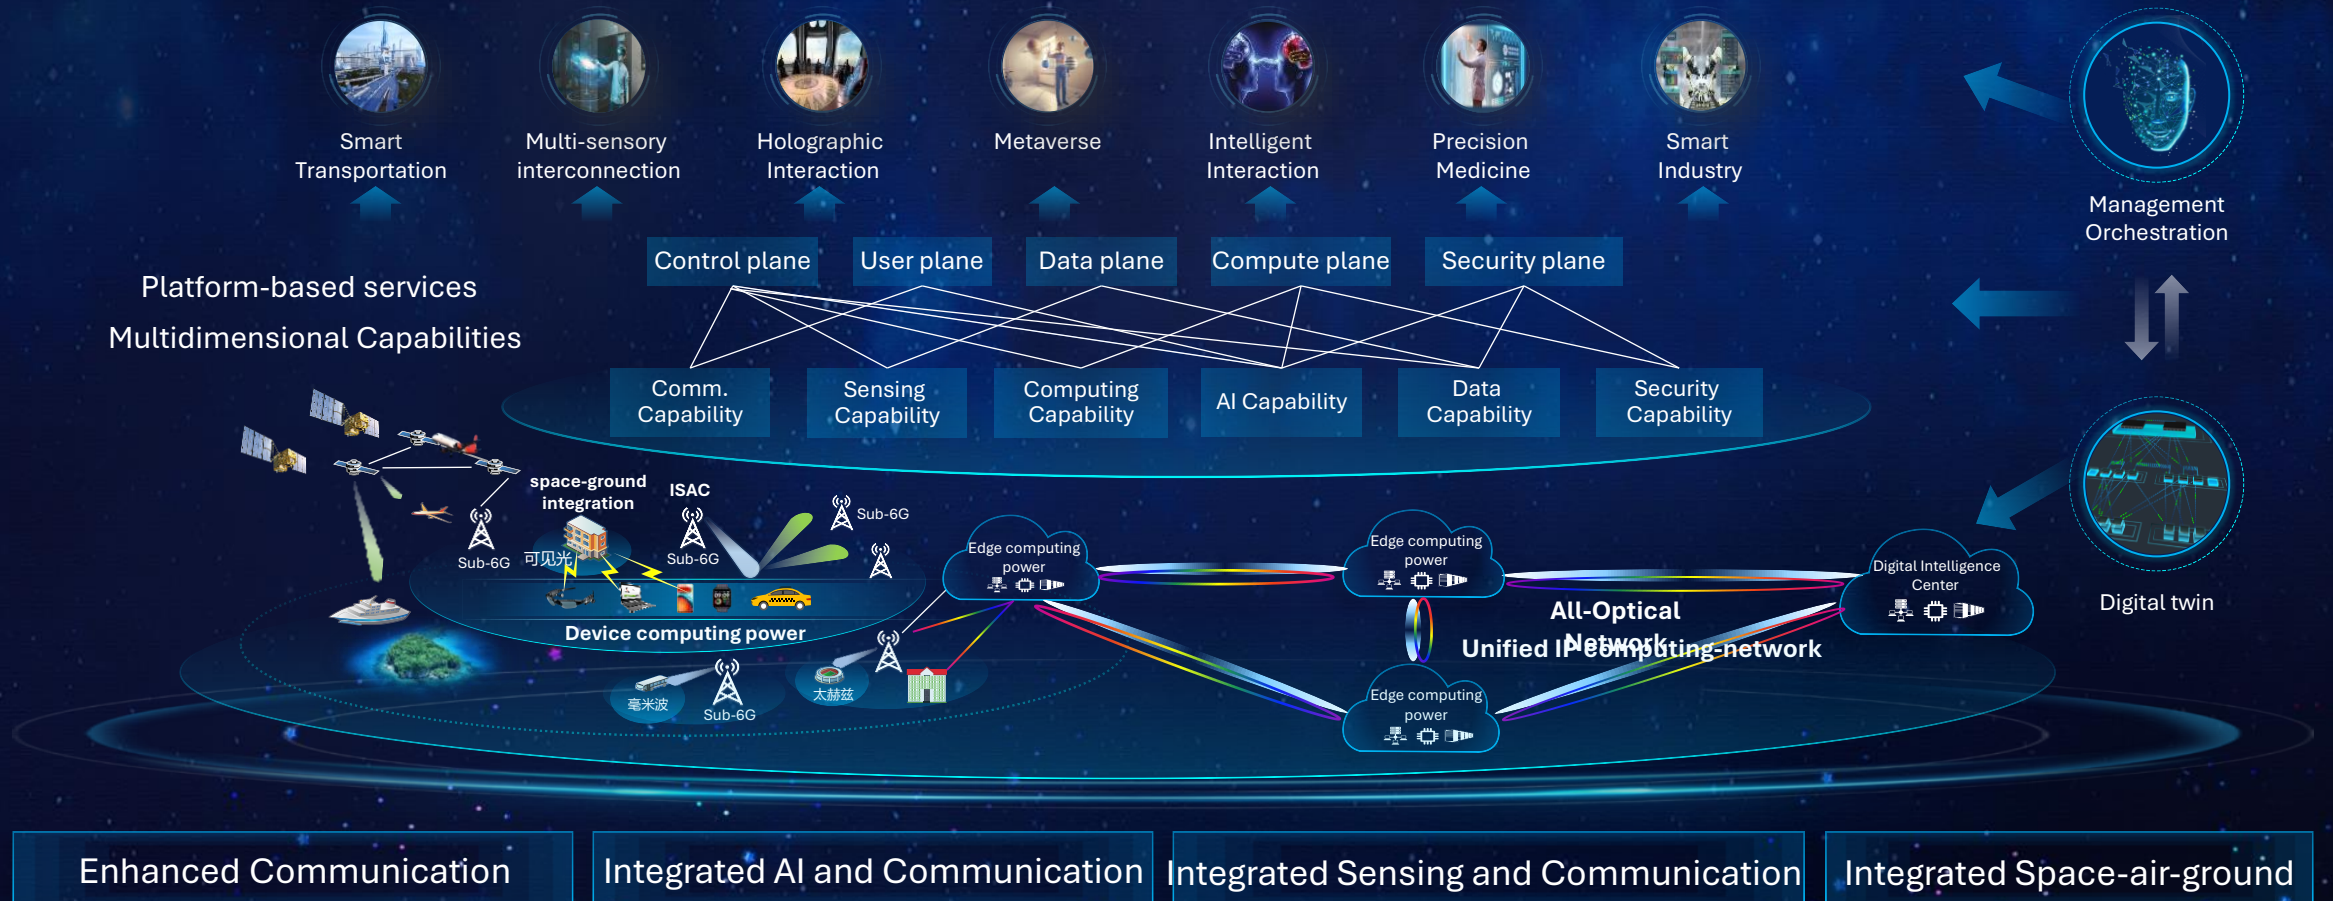 Smart
Transportation
Multi-sensory
interconnection
Holographic
Interaction
Metaverse
Intelligent
Interaction
Precision
Medicine
Smart
Industry
Management
Orchestration
Control plane
User plane
Data plane
Compute plane
Security plane
Platform-based services
Multidimensional Capabilities
Comm.
Capability
Sensing
Capability
Computing
Capability
AI Capability
Data
Capability
Security
Capability
space-ground
integration
ISAC
Sub-6G
Sub-6G
可见光
Sub-6G
Device computing power
毫米波
Sub-6G
太赫兹
Edge computing
power
Edge computing
power
All-Optical
Network
Unified IP computing-network
Edge computing
power
Digital Intelligence
Center
Digital twin
Enhanced Communication
Integrated AI and Communication
Integrated Sensing and Communication
Integrated Space-air-ground